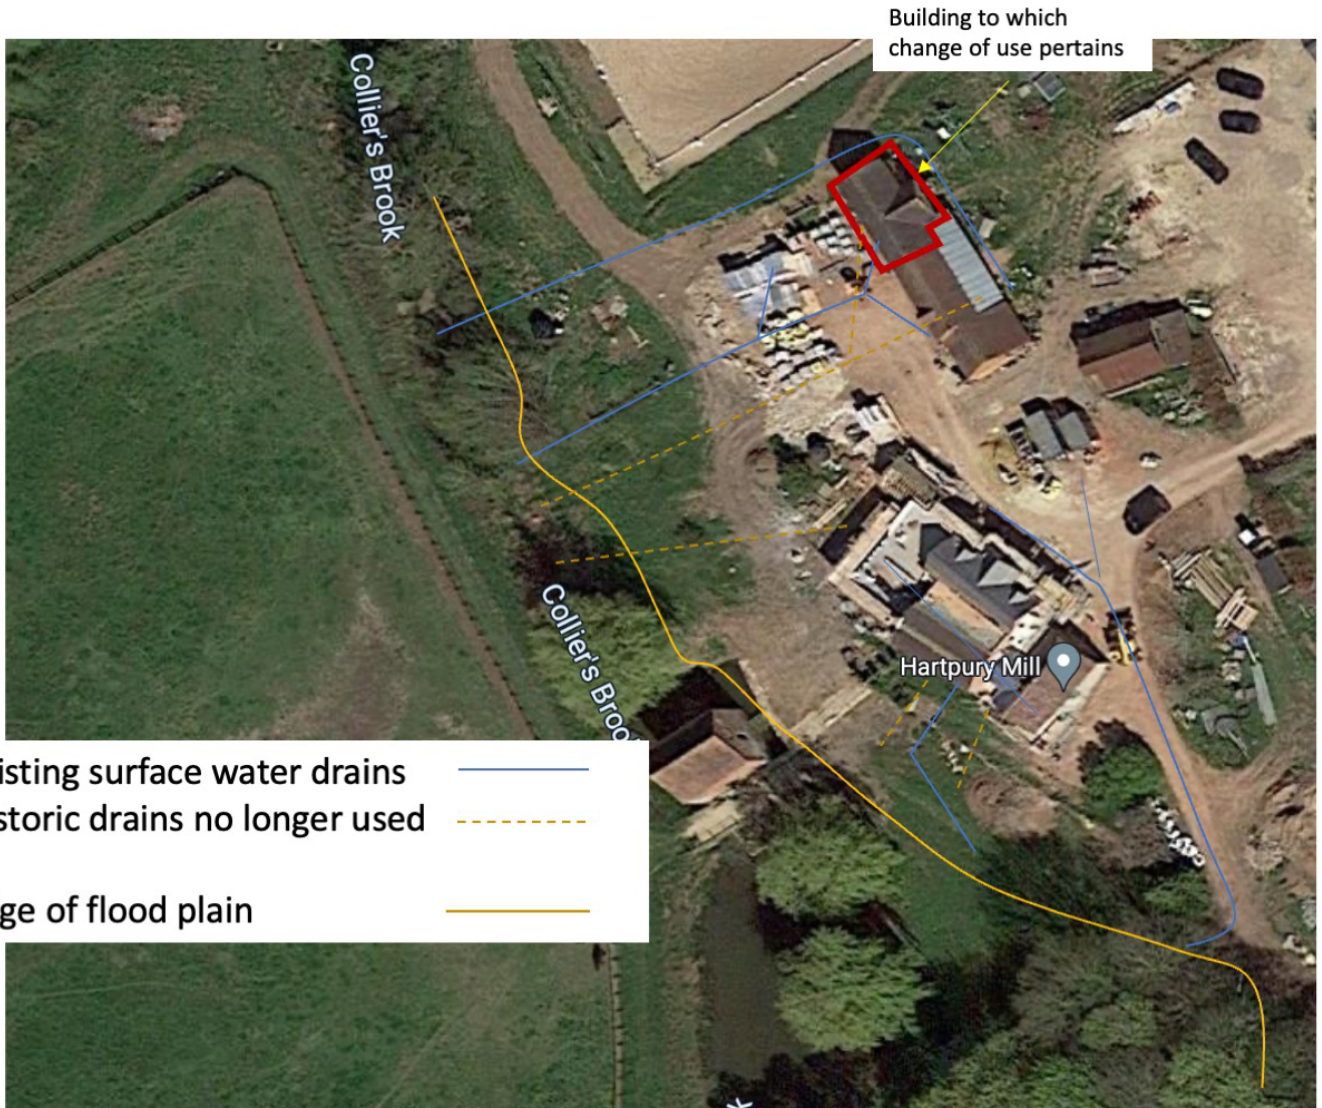 Building to which
change of use pertains
Collier's Brook
Hartpury Mill
Collier's Broo
isting surface water drains
storic drains no longer used
ge of flood plain
k